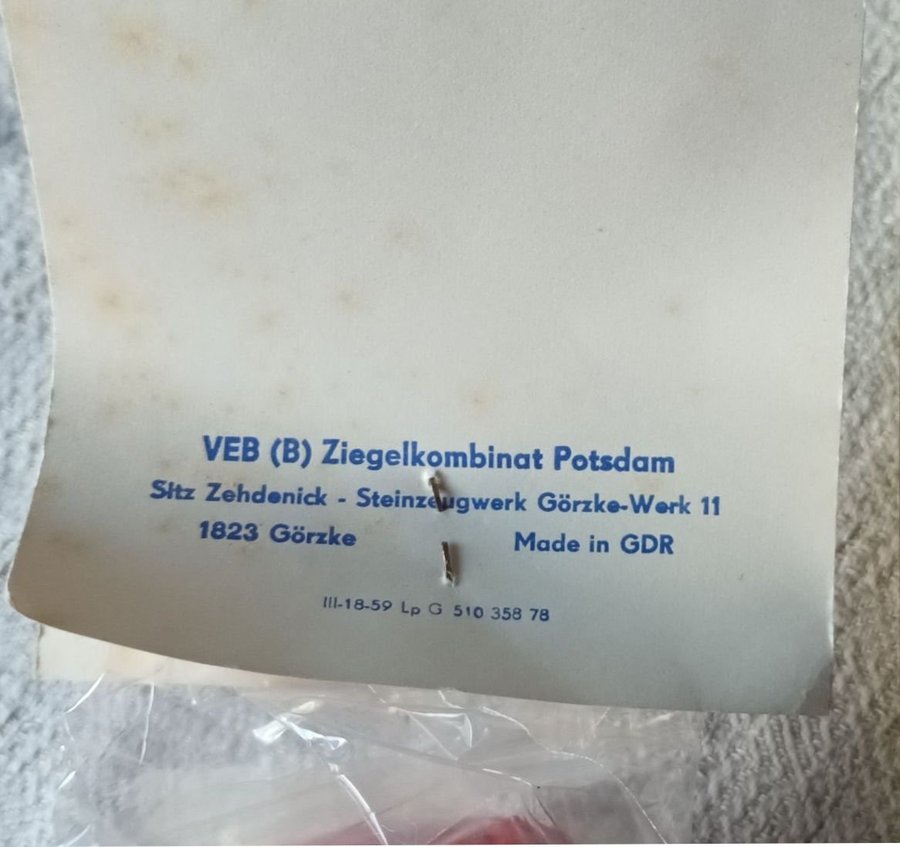 VEB (B) Ziegelkombinat Potsdam
Sitz Zehdenick - Steinzeugwerk Görzke-Werk 11
1823 Görzke Made in GDR
III-18-59 Lp G 510 358 78